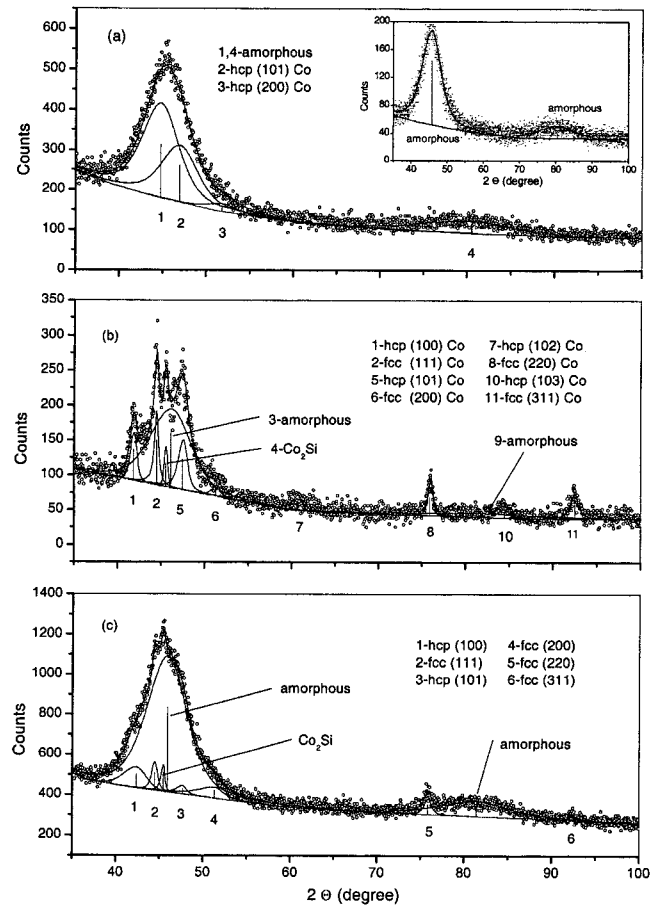 (a)
1,4-amorphous
2-hcp (101) Co
3-hcp (200) Co
Counts
600
500
400
300
200
100
0
1
2
3
4
Counts
200
160
120
80
40
amorphous
amorphous
40 50 60 70 80 90 100
2 Θ (degree)
(b)
1-hcp (100) Co 7-hcp (102) Co
2-fcc (111) Co 8-fcc (220) Co
5-hcp (101) Co 10-hcp (103) Co
6-fcc (200) Co 11-fcc (311) Co
3-amorphous
4-Co₂Si
9-amorphous
Counts
350
300
250
200
150
100
50
25
0
1 2 5 6 7 8 10 11
(c)
1-hcp (100) 4-fcc (200)
2-fcc (111) 5-fcc (220)
3-hcp (101) 6-fcc (311)
amorphous
Co₂Si
amorphous
Counts
1400
1200
1000
800
600
400
200
1 2 3 4 5 6
40 50 60 70 80 90 100
2 Θ (degree)